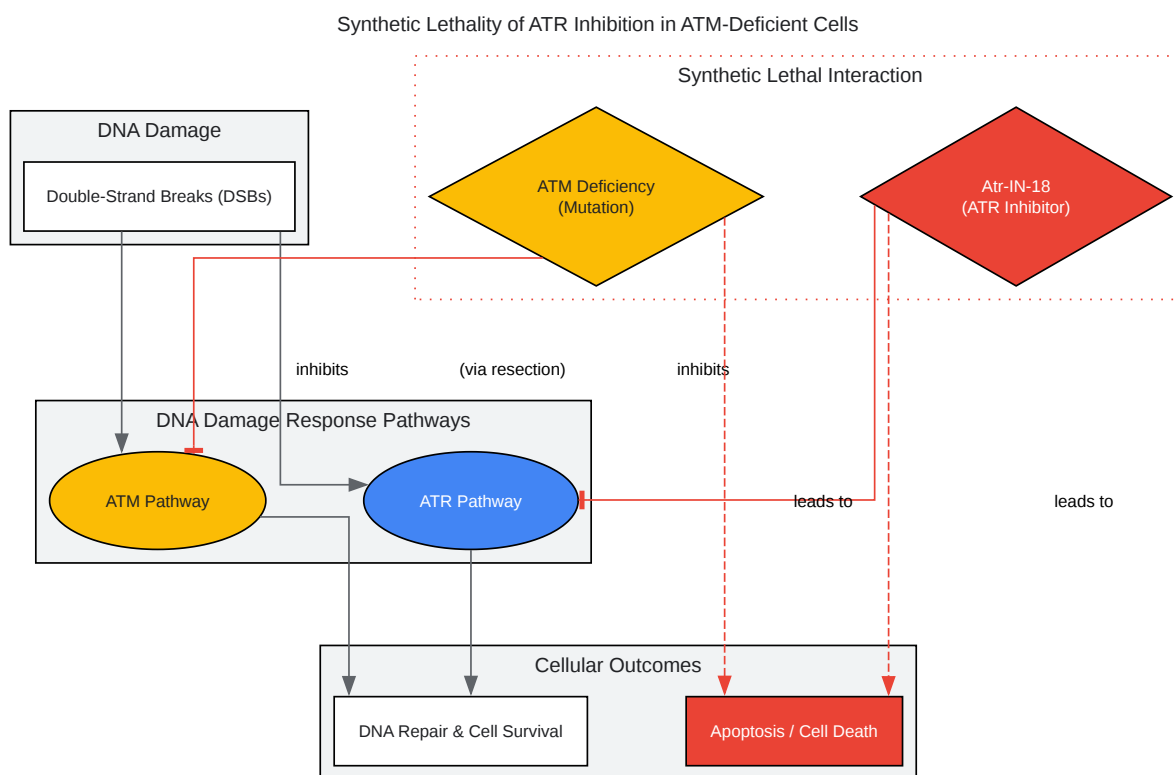 Synthetic Lethality of ATR Inhibition in ATM-Deficient Cells
Synthetic Lethal Interaction
DNA Damage
Double-Strand Breaks (DSBs)
ATM Deficiency
(Mutation)
Atr-IN-18
(ATR Inhibitor)
inhibits
(via resection)
inhibits
DNA Damage Response Pathways
ATM Pathway
ATR Pathway
leads to
leads to
Cellular Outcomes
DNA Repair & Cell Survival
Apoptosis / Cell Death